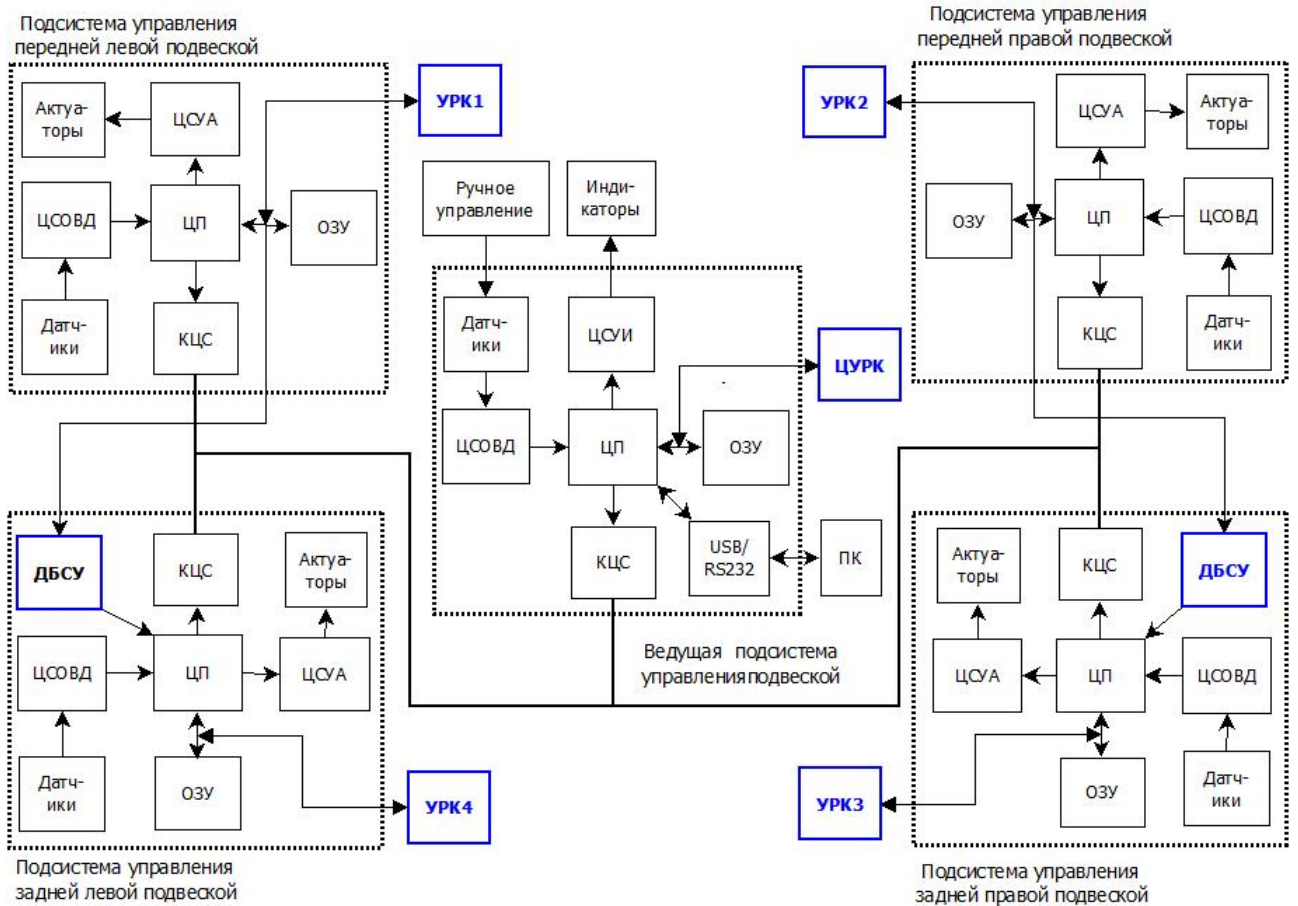 Подсистема управления
передней левой подвеской
Актуа-
торы
ЦСУА
ЦСОВД
ЦП
ОЗУ
Датч-
ики
КЦС
УРК1
УРК2
Подсистема управления
передней правой подвеской
ЦСУА
Актуа-
торы
ОЗУ
ЦП
ЦСОВД
КЦС
Датч-
ики
Ручное
управление
Инди-
каторы
Датч-
ики
ЦСУИ
ЦУРК
ЦСОВД
ЦП
ОЗУ
КЦС
USB/
RS232
ПК
Ведущая подсистема
управления подвеской
ДБСУ
КЦС
Актуа-
торы
ЦСОВД
ЦП
ЦСУА
Датч-
ики
ОЗУ
УРК4
Подсистема управления
задней левой подвеской
Актуа-
торы
КЦС
ДБСУ
ЦСУА
ЦП
ЦСОВД
УРК3
ОЗУ
Датч-
ики
Подсистема управления
задней правой подвеской